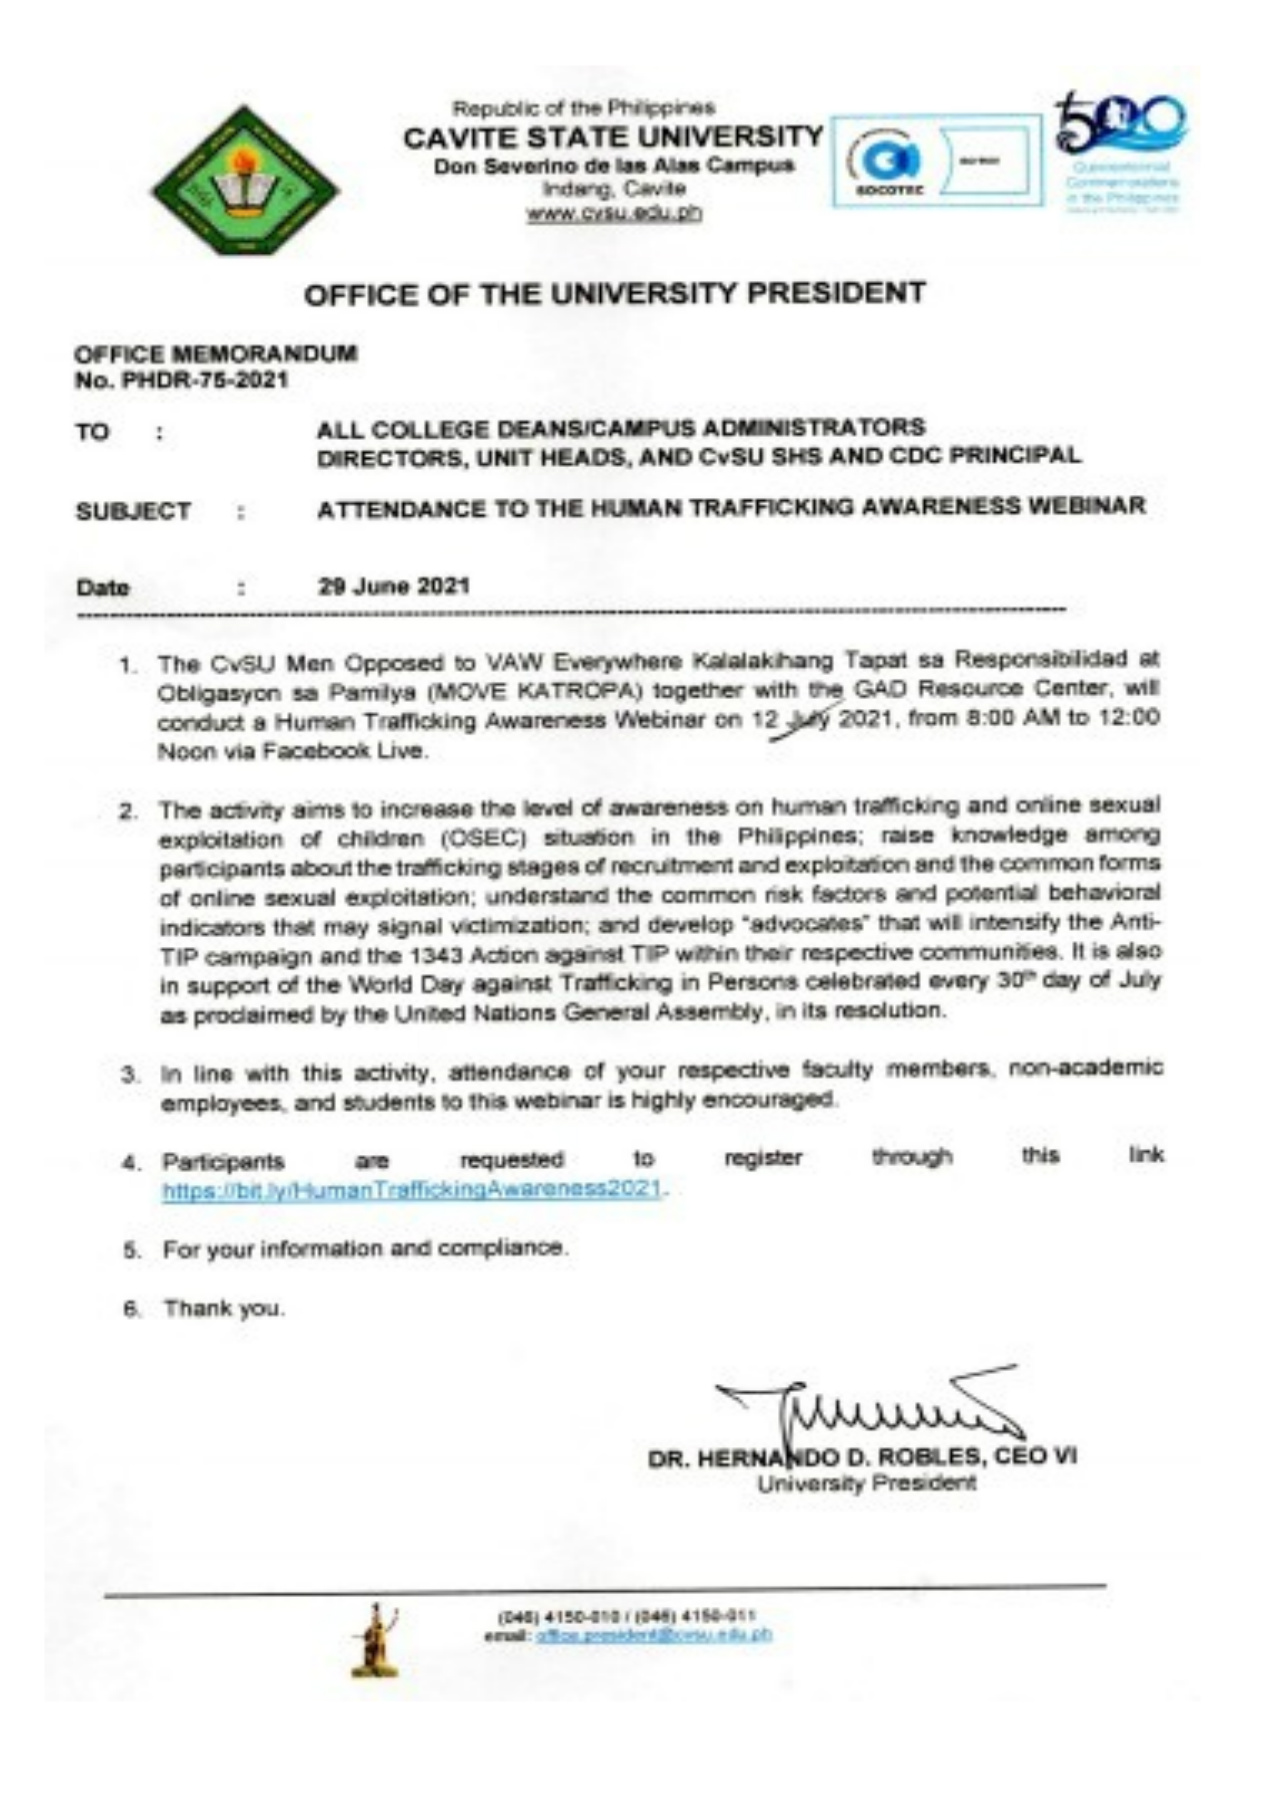 Republic of the Philippines
CAVITE STATE UNIVERSITY
Don Severino de las Alas Campus
Indang, Cavite
www.cvsu.edu.ph
SOCOTEC
500
Quincentennial
Commemorations
in the Philippines
OFFICE OF THE UNIVERSITY PRESIDENT
OFFICE MEMORANDUM
No. PHDR-75-2021
TO : ALL COLLEGE DEANS/CAMPUS ADMINISTRATORS
DIRECTORS, UNIT HEADS, AND CvSU SHS AND CDC PRINCIPAL
SUBJECT : ATTENDANCE TO THE HUMAN TRAFFICKING AWARENESS WEBINAR
Date : 29 June 2021
1. The CvSU Men Opposed to VAW Everywhere Kalalakihang Tapat sa Responsibilidad at
Obligasyon sa Pamilya (MOVE KATROPA) together with the GAD Resource Center, will
conduct a Human Trafficking Awareness Webinar on 12 July 2021, from 8:00 AM to 12:00
Noon via Facebook Live.
2. The activity aims to increase the level of awareness on human trafficking and online sexual
exploitation of children (OSEC) situation in the Philippines; raise knowledge among
participants about the trafficking stages of recruitment and exploitation and the common forms
of online sexual exploitation; understand the common risk factors and potential behavioral
indicators that may signal victimization; and develop “advocates” that will intensify the Anti-
TIP campaign and the 1343 Action against TIP within their respective communities. It is also
in support of the World Day against Trafficking in Persons celebrated every 30th day of July
as proclaimed by the United Nations General Assembly, in its resolution.
3. In line with this activity, attendance of your respective faculty members, non-academic
employees, and students to this webinar is highly encouraged.
4. Participants are requested to register through this link
https://bit.ly/HumanTraffickingAwareness2021.
5. For your information and compliance.
6. Thank you.
DR. HERNANDO D. ROBLES, CEO VI
University President
(046) 4150-010 / (046) 4150-011
email: office.president@cvsu.edu.ph